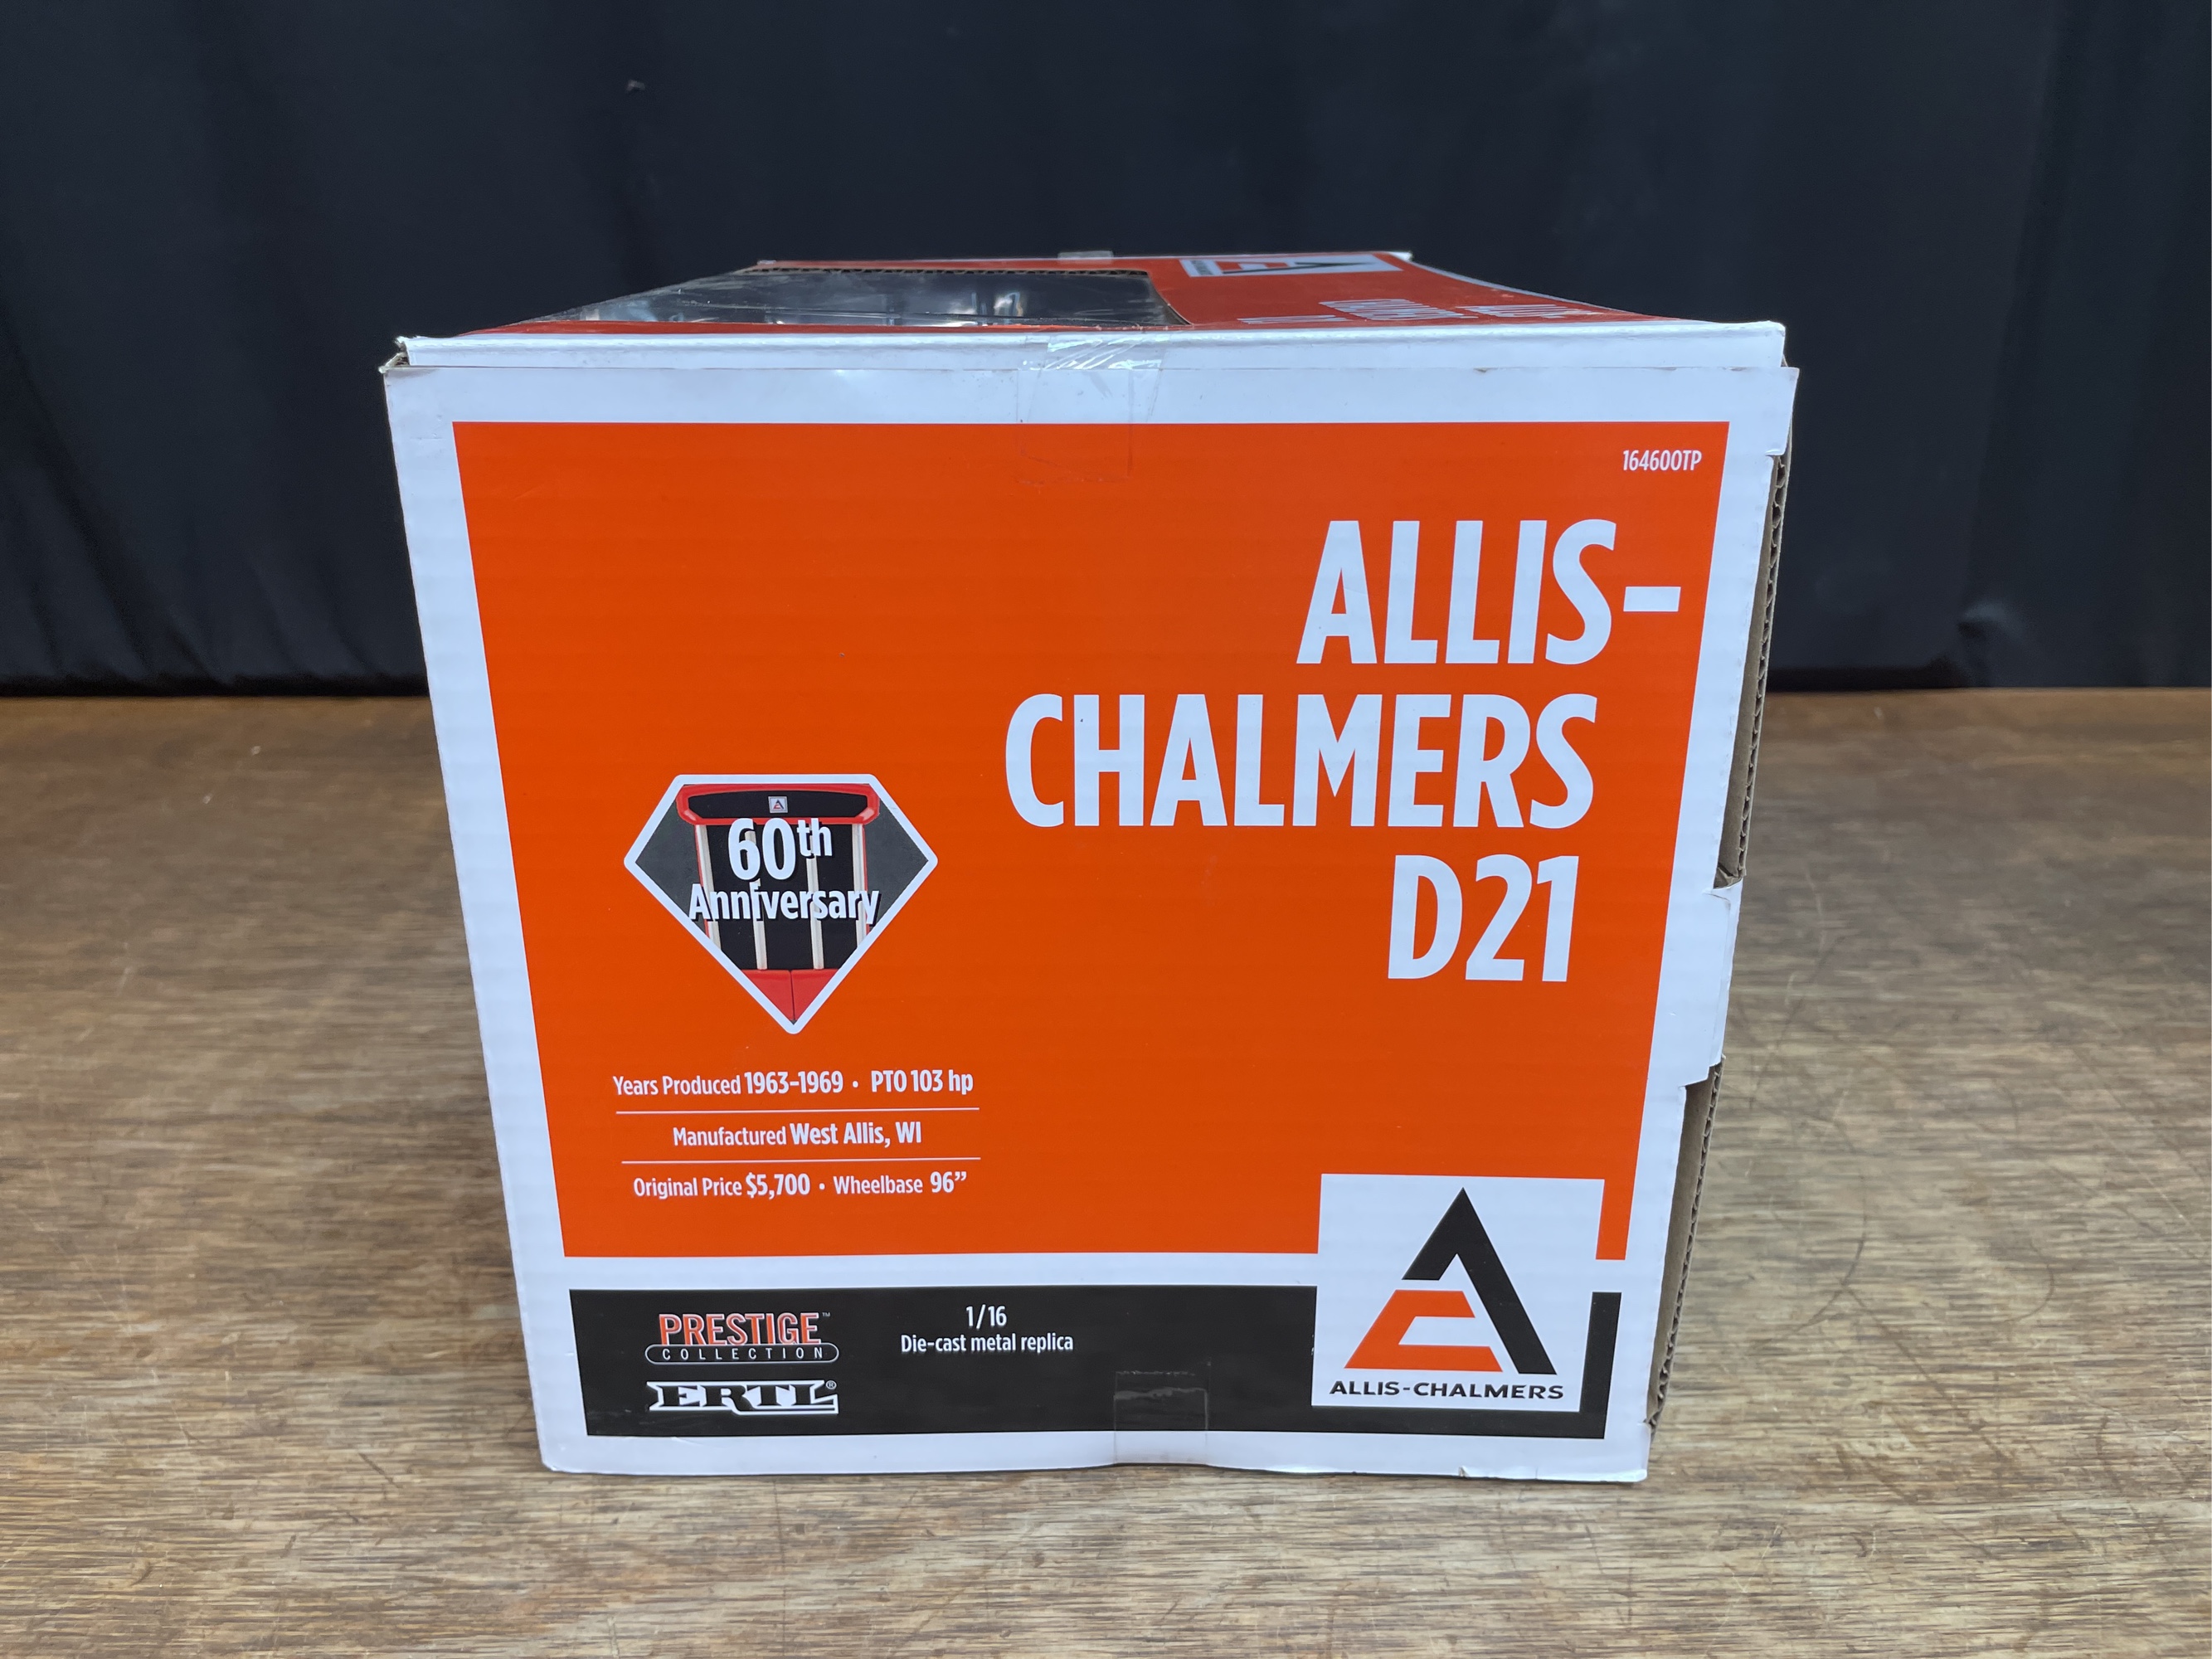 164600TP
ALLIS-
CHALMERS
D21
60th
Anniversary
Years Produced 1963-1969 • PTO 103 hp
Manufactured West Allis, WI
Original Price $5,700 • Wheelbase 96”
PRESTIGE™
COLLECTION
ERTL®
1/16
Die-cast metal replica
ALLIS-CHALMERS